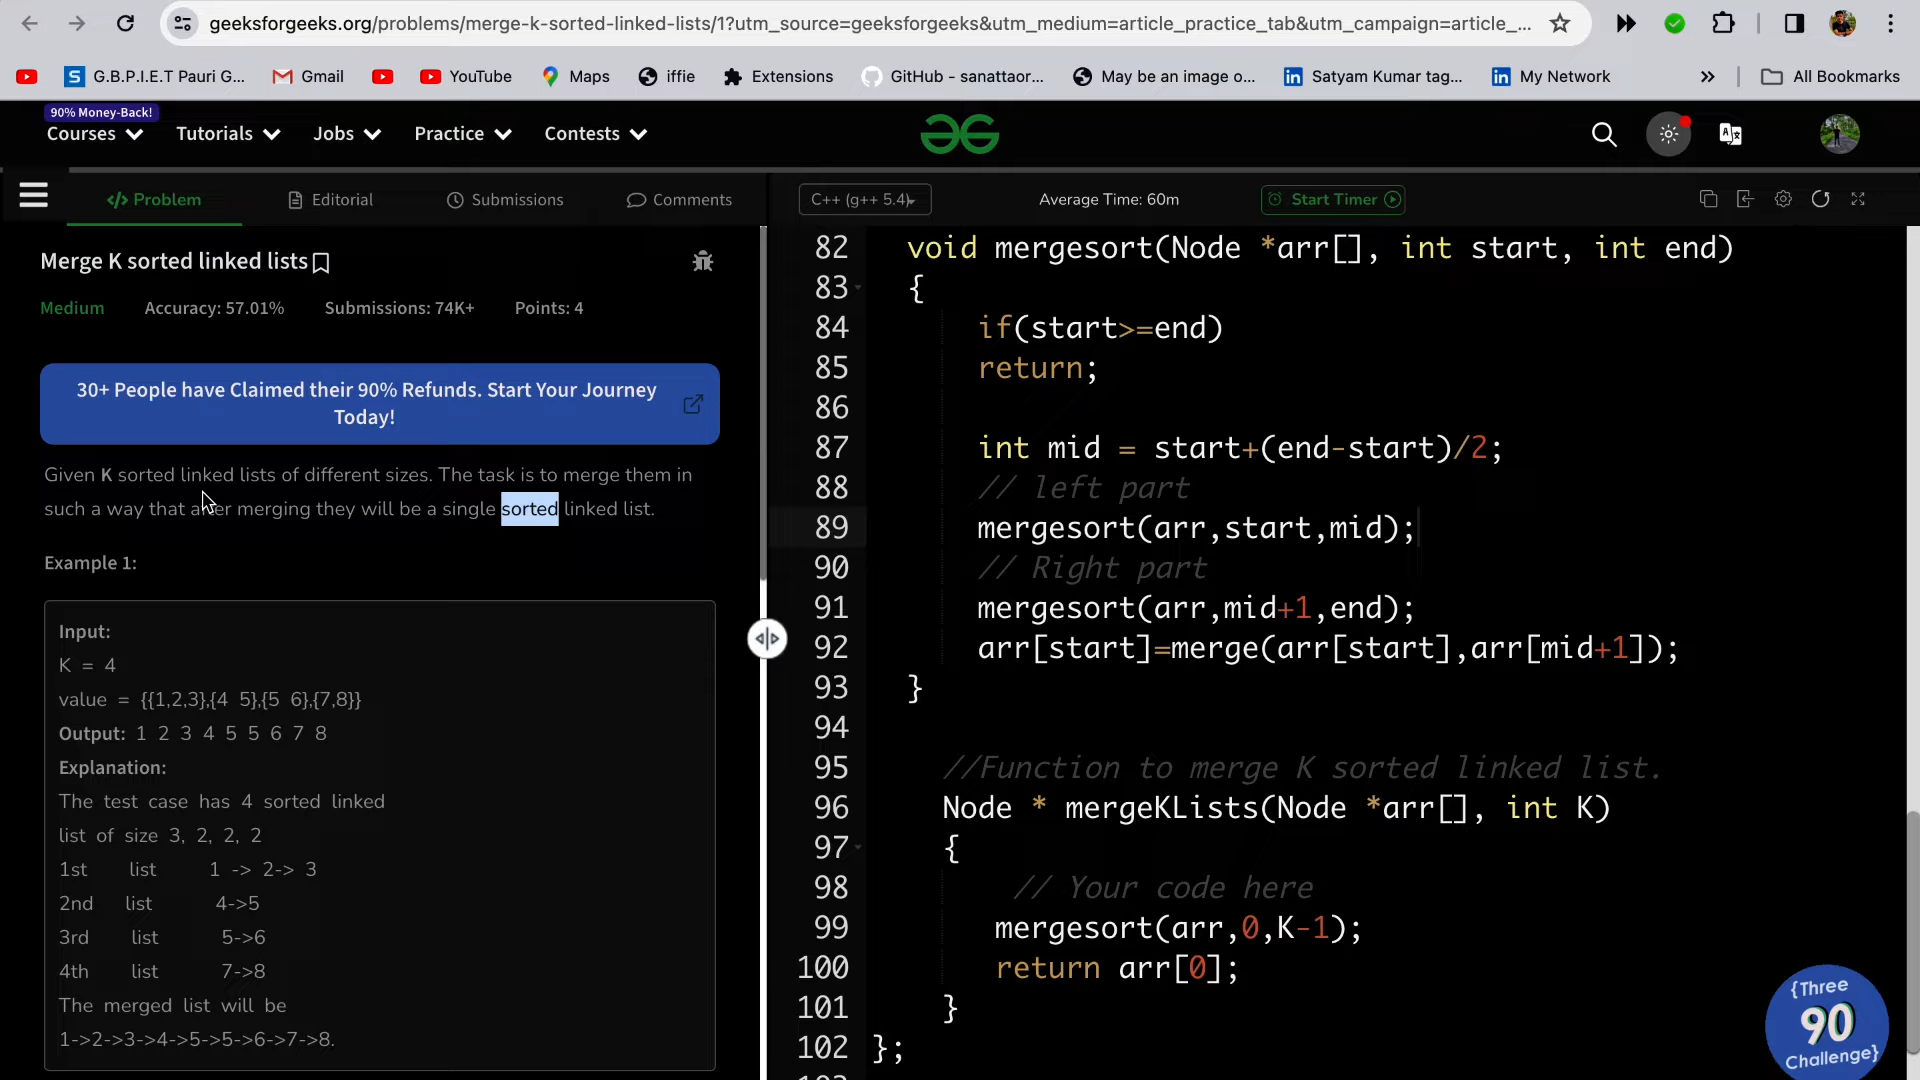 geeksforgeeks.org/problems/merge-k-sorted-linked-lists/1?utm_source=geeksforgeeks&utm_medium=article_practice_tab&utm_campaign=article_...
G.B.P.I.E.T Pauri G... Gmail YouTube Maps iffie Extensions GitHub - sanattaor... May be an image o... Satyam Kumar tag... My Network » All Bookmarks
90% Money-Back!
Courses Tutorials Jobs Practice Contests
</> Problem Editorial Submissions Comments
C++ (g++ 5.4) Average Time: 60m Start Timer
Merge K sorted linked lists
Medium Accuracy: 57.01% Submissions: 74K+ Points: 4
30+ People have Claimed their 90% Refunds. Start Your Journey
Today!
Given K sorted linked lists of different sizes. The task is to merge them in
such a way that after merging they will be a single sorted linked list.
Example 1:
Input:
K = 4
value = {{1,2,3},{4 5},{5 6},{7,8}}
Output: 1 2 3 4 5 5 6 7 8
Explanation:
The test case has 4 sorted linked
list of size 3, 2, 2, 2
1st list 1 -> 2-> 3
2nd list 4->5
3rd list 5->6
4th list 7->8
The merged list will be
1->2->3->4->5->5->6->7->8.
82 void mergesort(Node *arr[], int start, int end)
83 {
84 if(start>=end)
85 return;
86
87 int mid = start+(end-start)/2;
88 // left part
89 mergesort(arr,start,mid);
90 // Right part
91 mergesort(arr,mid+1,end);
92 arr[start]=merge(arr[start],arr[mid+1]);
93 }
94
95 //Function to merge K sorted linked list.
96 Node * mergeKLists(Node *arr[], int K)
97 {
98 // Your code here
99 mergesort(arr,0,K-1);
100 return arr[0];
101 }
102 };
{Three
90
Challenge}